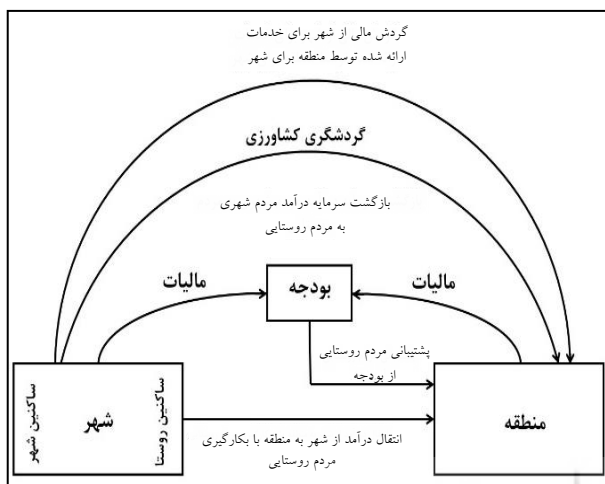 گردش مالی از شهر برای خدمات
ارائه شده توسط منطقه برای شهر
گردشگری کشاورزی
بازگشت سرمایه درآمد مردم شهری
به مردم روستایی
مالیات
بودجه
مالیات
پشتیبانی مردم روستایی
از بودجه
ساکنین شهر
شهر
ساکنین روستا
منطقه
انتقال درآمد از شهر به منطقه با بکارگیری
مردم روستایی